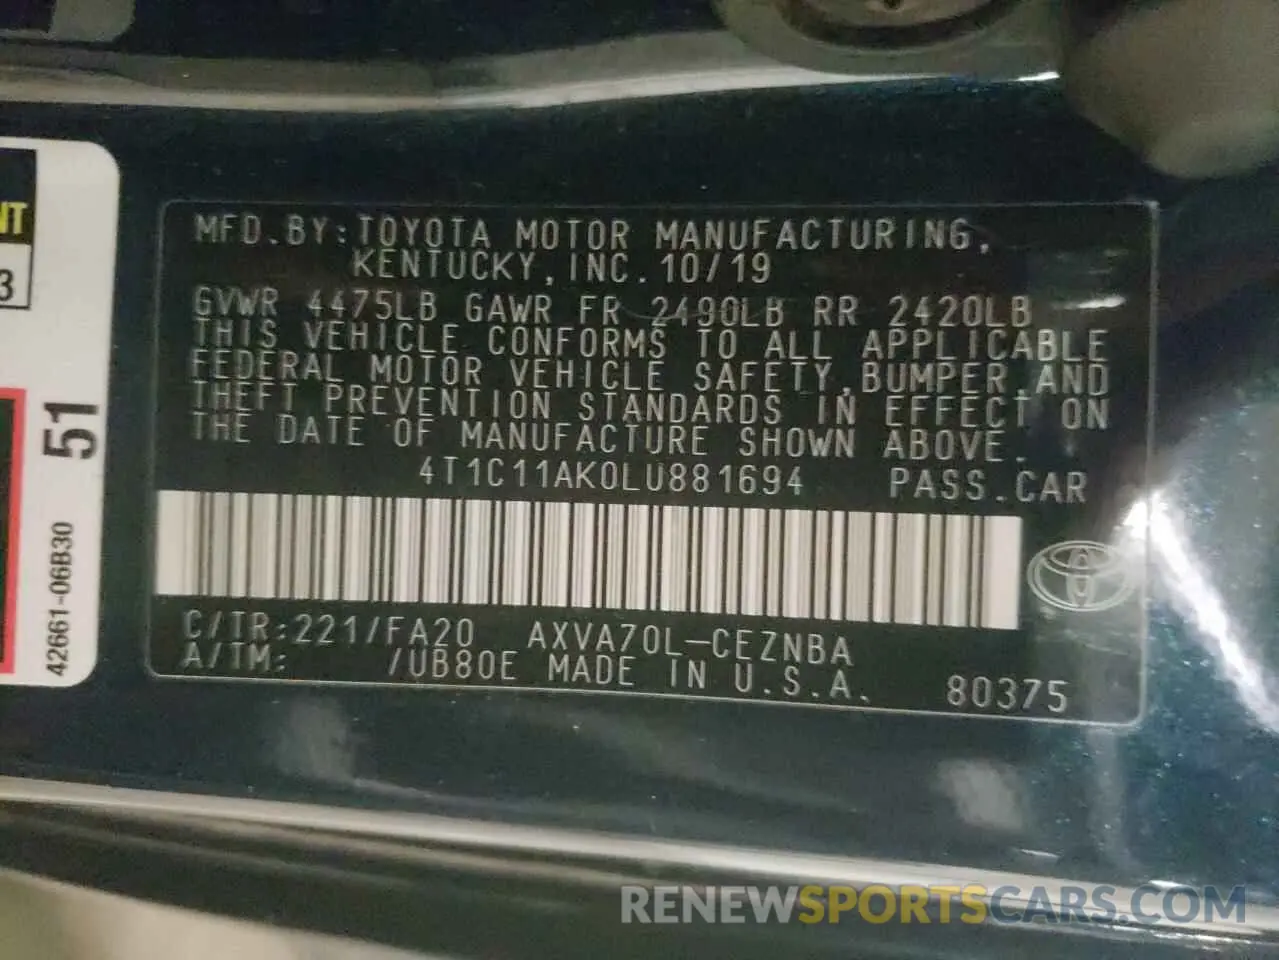 NT
3
51
42661-06B30
MFD.BY:TOYOTA MOTOR MANUFACTURING,
KENTUCKY,INC.10/19
GVWR 4475LB GAWR FR 2490LB RR 2420LB
THIS VEHICLE CONFORMS TO ALL APPLICABLE
FEDERAL MOTOR VEHICLE SAFETY,BUMPER,AND
THEFT PREVENTION STANDARDS IN EFFECT ON
THE DATE OF MANUFACTURE SHOWN ABOVE.
4T1C11AK0LU881694 PASS.CAR
C/TR:221/FA20 AXVA70L-CEZNBA
A/TM: /UB80E MADE IN U.S.A.
80375
RENEWSPORTSCARS.COM